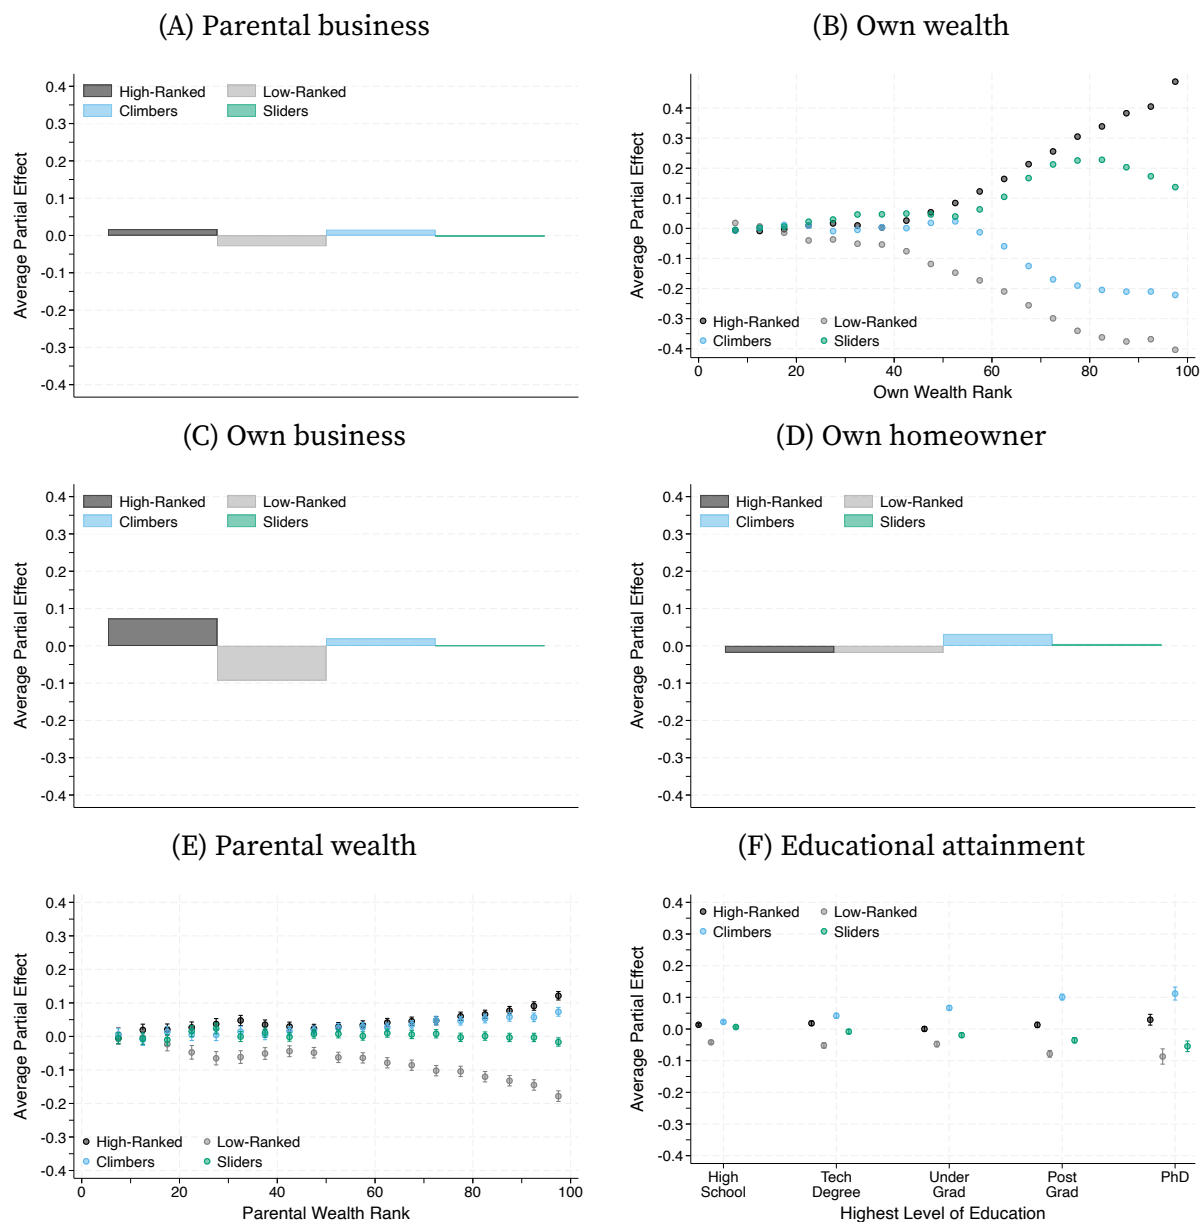 (A) Parental business
0.4
0.3
0.2
0.1
0.0
-0.1
-0.2
-0.3
-0.4
Average Partial Effect
High-Ranked
Low-Ranked
Climbers
Sliders
(B) Own wealth
0.4
0.3
0.2
0.1
0.0
-0.1
-0.2
-0.3
-0.4
Average Partial Effect
High-Ranked
Low-Ranked
Climbers
Sliders
0 20 40 60 80 100
Own Wealth Rank
(C) Own business
0.4
0.3
0.2
0.1
0.0
-0.1
-0.2
-0.3
-0.4
Average Partial Effect
High-Ranked
Low-Ranked
Climbers
Sliders
(D) Own homeowner
0.4
0.3
0.2
0.1
0.0
-0.1
-0.2
-0.3
-0.4
Average Partial Effect
High-Ranked
Low-Ranked
Climbers
Sliders
(E) Parental wealth
0.4
0.3
0.2
0.1
0.0
-0.1
-0.2
-0.3
-0.4
Average Partial Effect
High-Ranked
Low-Ranked
Climbers
Sliders
0 20 40 60 80 100
Parental Wealth Rank
(F) Educational attainment
0.4
0.3
0.2
0.1
0.0
-0.1
-0.2
-0.3
-0.4
Average Partial Effect
High-Ranked
Low-Ranked
Climbers
Sliders
High
School
Tech
Degree
Under
Grad
Post
Grad
PhD
Highest Level of Education